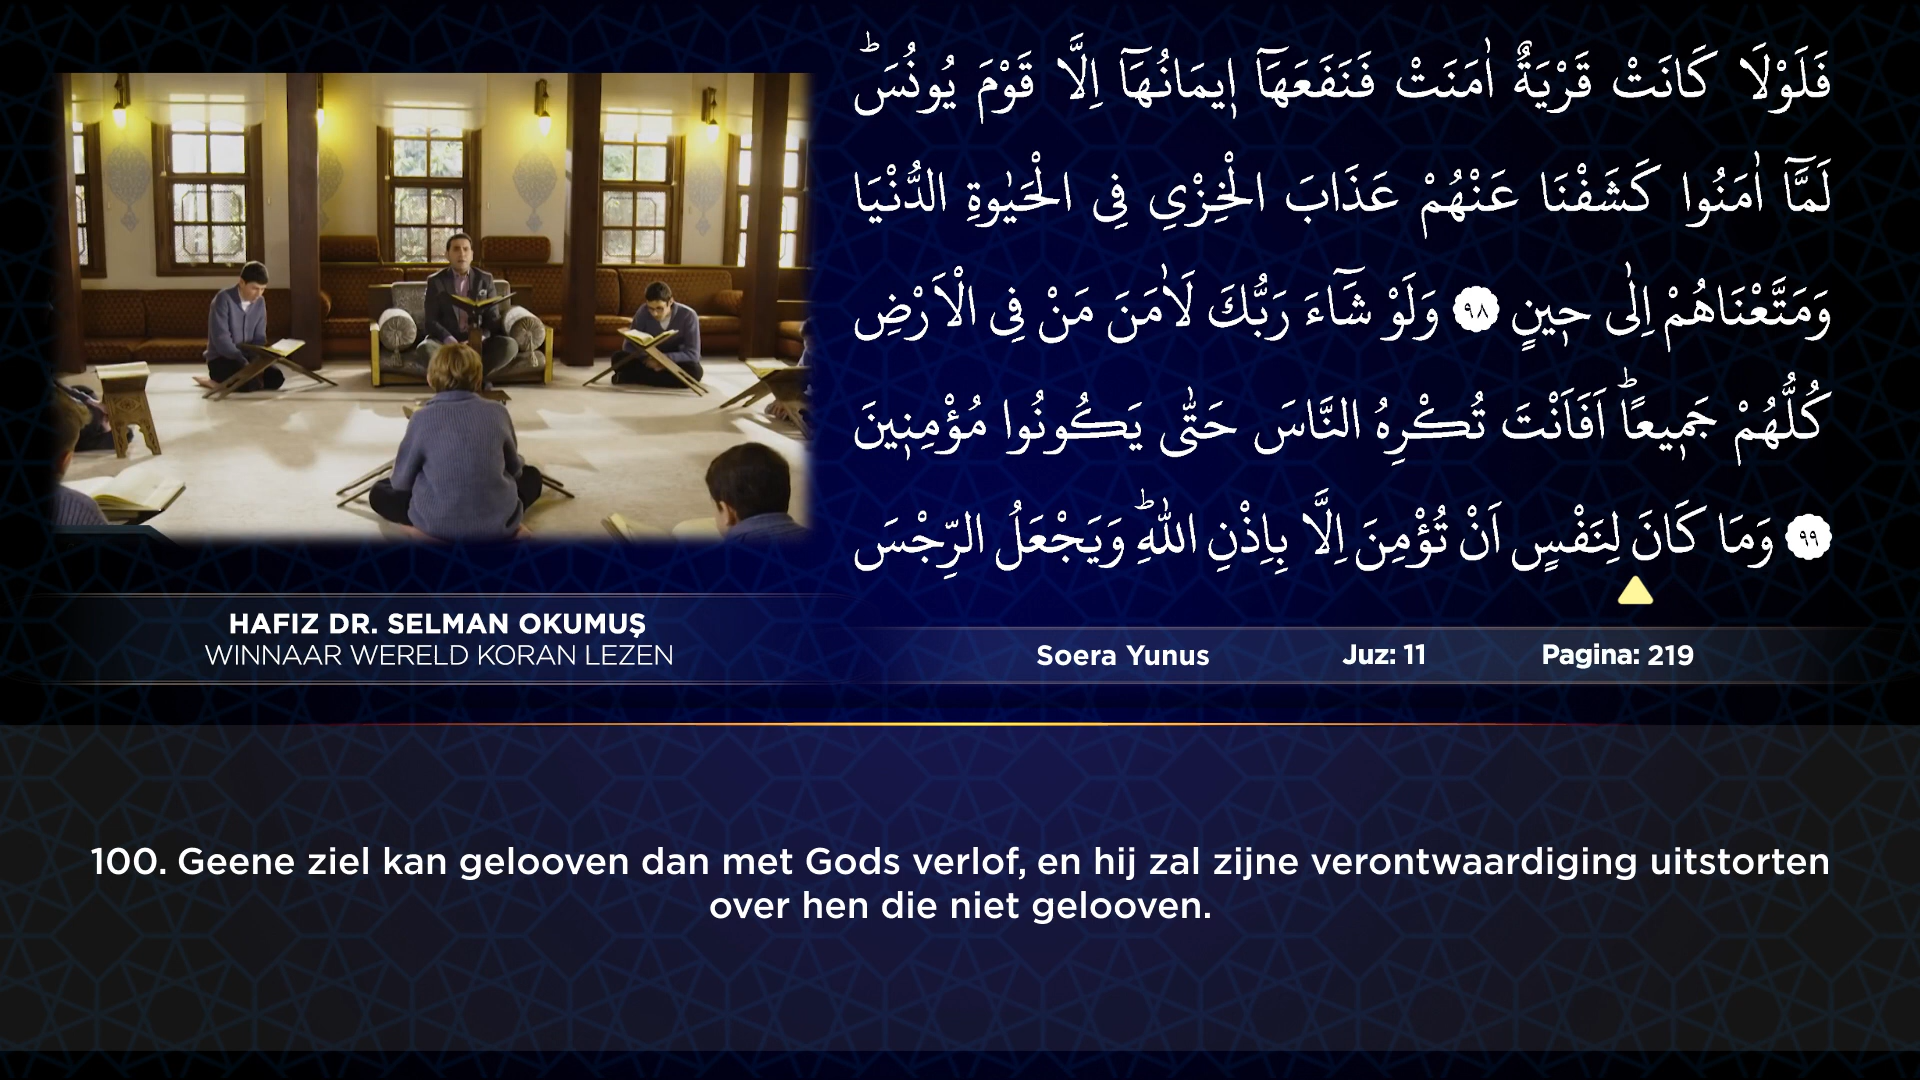 فَلَوْلَا كَانَتْ قَرْيَةٌ اٰمَنَتْ فَنَفَعَهَٓا ا۪يمَانُهَٓا اِلَّا قَوْمَ يُونُسَۜ
لَمَّٓا اٰمَنُوا كَشَفْنَا عَنْهُمْ عَذَابَ الْخِزْيِ فِى الْحَيٰوةِ الدُّنْيَا
وَمَتَّعْنَاهُمْ اِلٰى ح۪ينٍ ﴿٩٨﴾ وَلَوْ شَٓاءَ رَبُّكَ لَاٰمَنَ مَنْ فِى الْاَرْضِ
كُلُّهُمْ جَم۪يعًاۜ اَفَاَنْتَ تُكْرِهُ النَّاسَ حَتّٰى يَكُونُوا مُؤْمِن۪ينَ
﴿٩٩﴾ وَمَا كَانَ لِنَفْسٍ اَنْ تُؤْمِنَ اِلَّا بِاِذْنِ اللّٰهِۜ وَيَجْعَلُ الرِّجْسَ
HAFIZ DR. SELMAN OKUMUŞ
WINNAAR WERELD KORAN LEZEN
Soera Yunus Juz: 11 Pagina: 219
100. Geene ziel kan gelooven dan met Gods verlof, en hij zal zijne verontwaardiging uitstorten
over hen die niet gelooven.